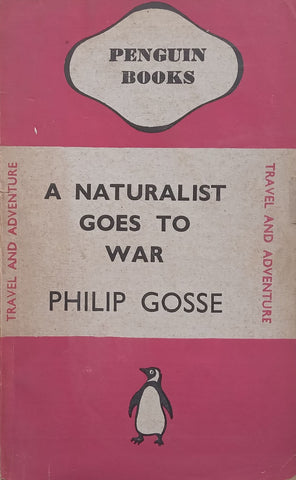 PENGUIN
BOOKS
TRAVEL AND ADVENTURE
A NATURALIST
GOES TO
WAR
PHILIP GOSSE
TRAVEL AND ADVENTURE